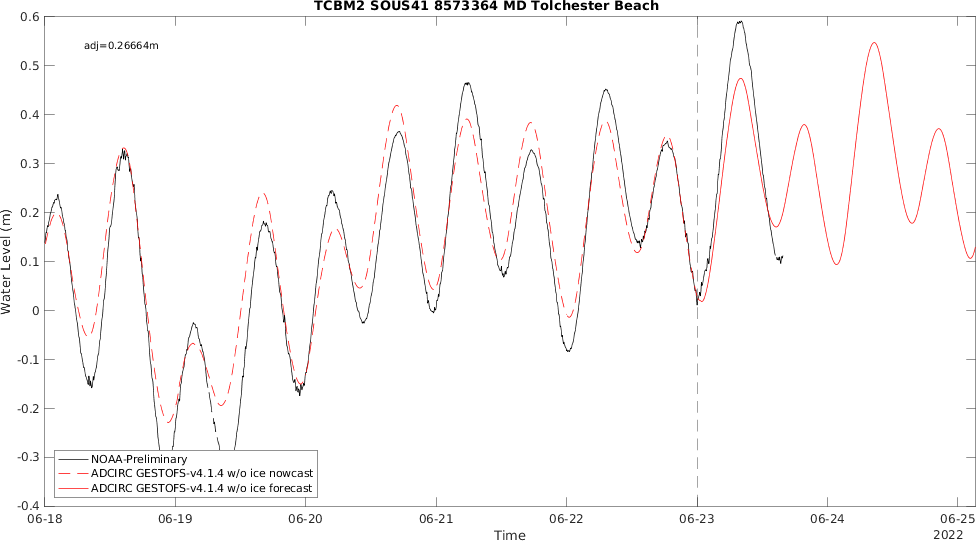 TCBM2 SOUS41 8573364 MD Tolchester Beach
adj=0.26664m
0.6
0.5
0.4
0.3
0.2
0.1
0
-0.1
-0.2
-0.3
-0.4
Water Level (m)
NOAA-Preliminary
ADCIRC GESTOFS-v4.1.4 w/o ice nowcast
ADCIRC GESTOFS-v4.1.4 w/o ice forecast
06-18 06-19 06-20 06-21 06-22 06-23 06-24 06-25
Time
2022